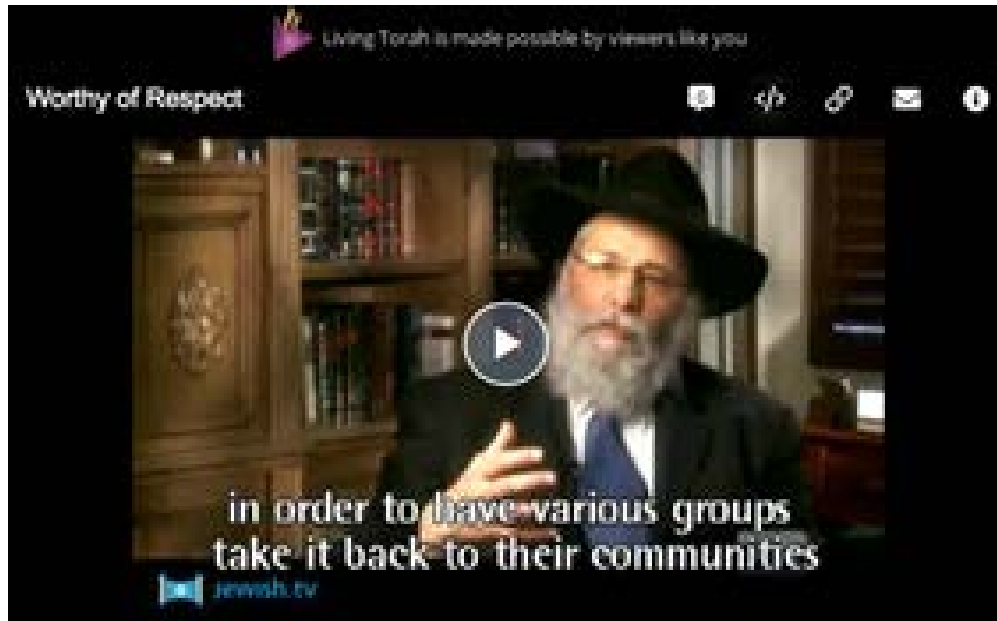 Living Torah is made possible by viewers like you
Worthy of Respect
in order to have various groups
take it back to their communities
jewish.tv